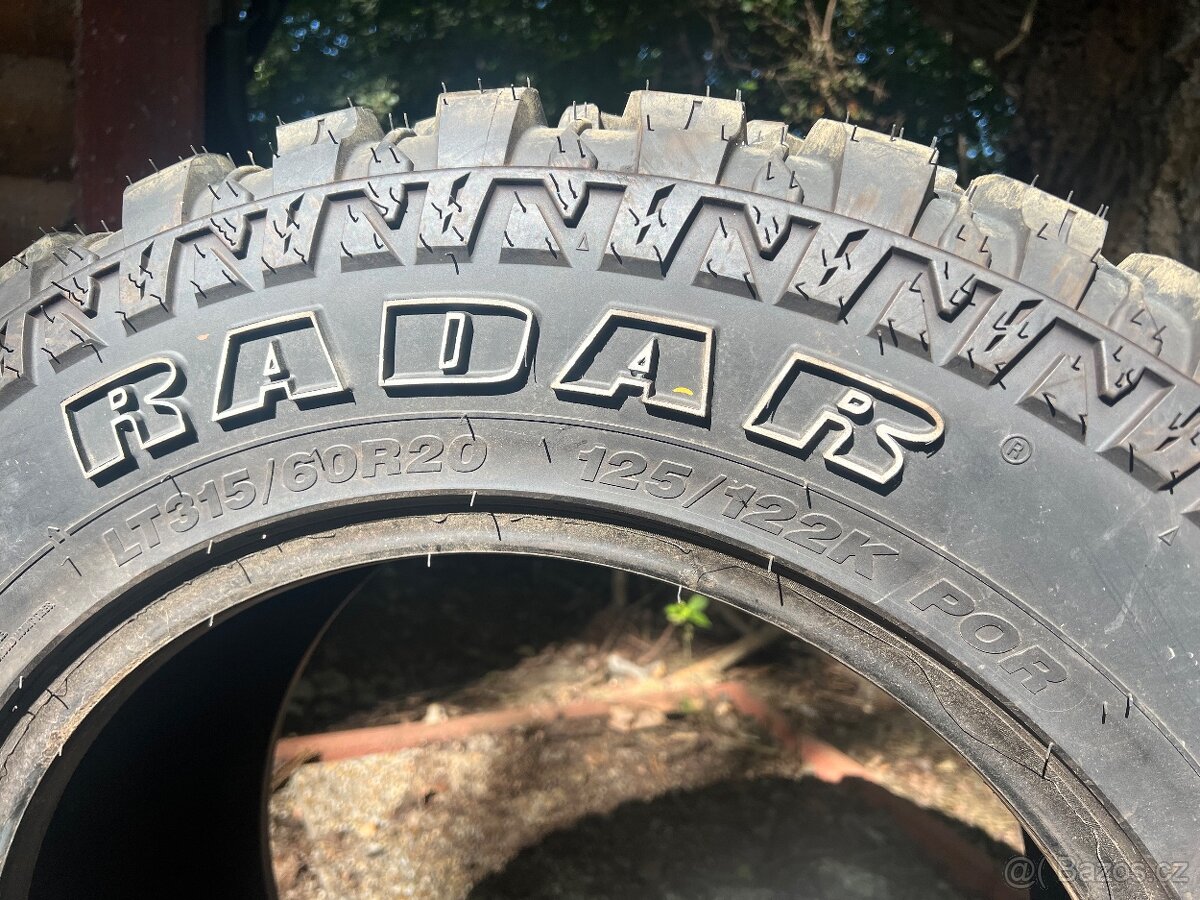 RADAR ®
LT315/60R20 125/122K POR
@( Bazos.cz